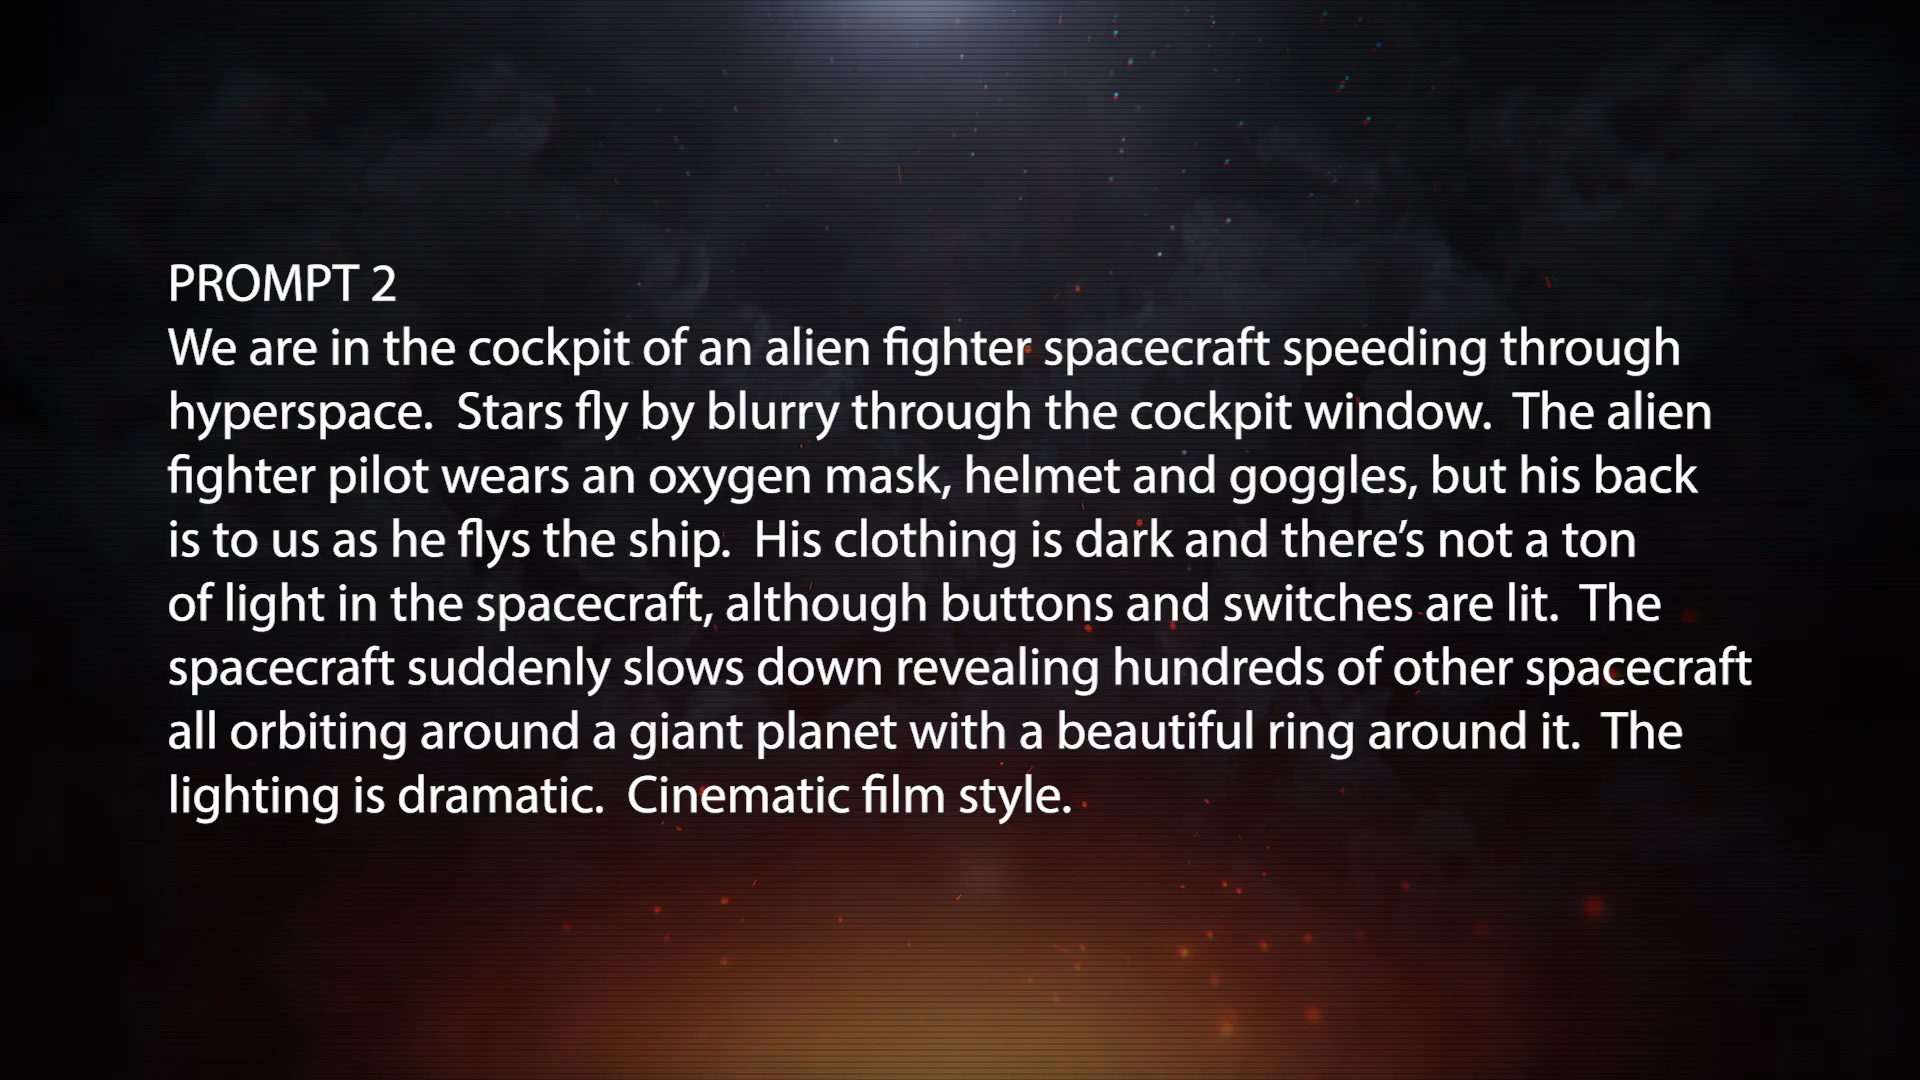 PROMPT 2
We are in the cockpit of an alien fighter spacecraft speeding through
hyperspace.  Stars fly by blurry through the cockpit window.  The alien
fighter pilot wears an oxygen mask, helmet and goggles, but his back
is to us as he flys the ship.  His clothing is dark and there’s not a ton
of light in the spacecraft, although buttons and switches are lit.  The
spacecraft suddenly slows down revealing hundreds of other spacecraft
all orbiting around a giant planet with a beautiful ring around it.  The
lighting is dramatic.  Cinematic film style.